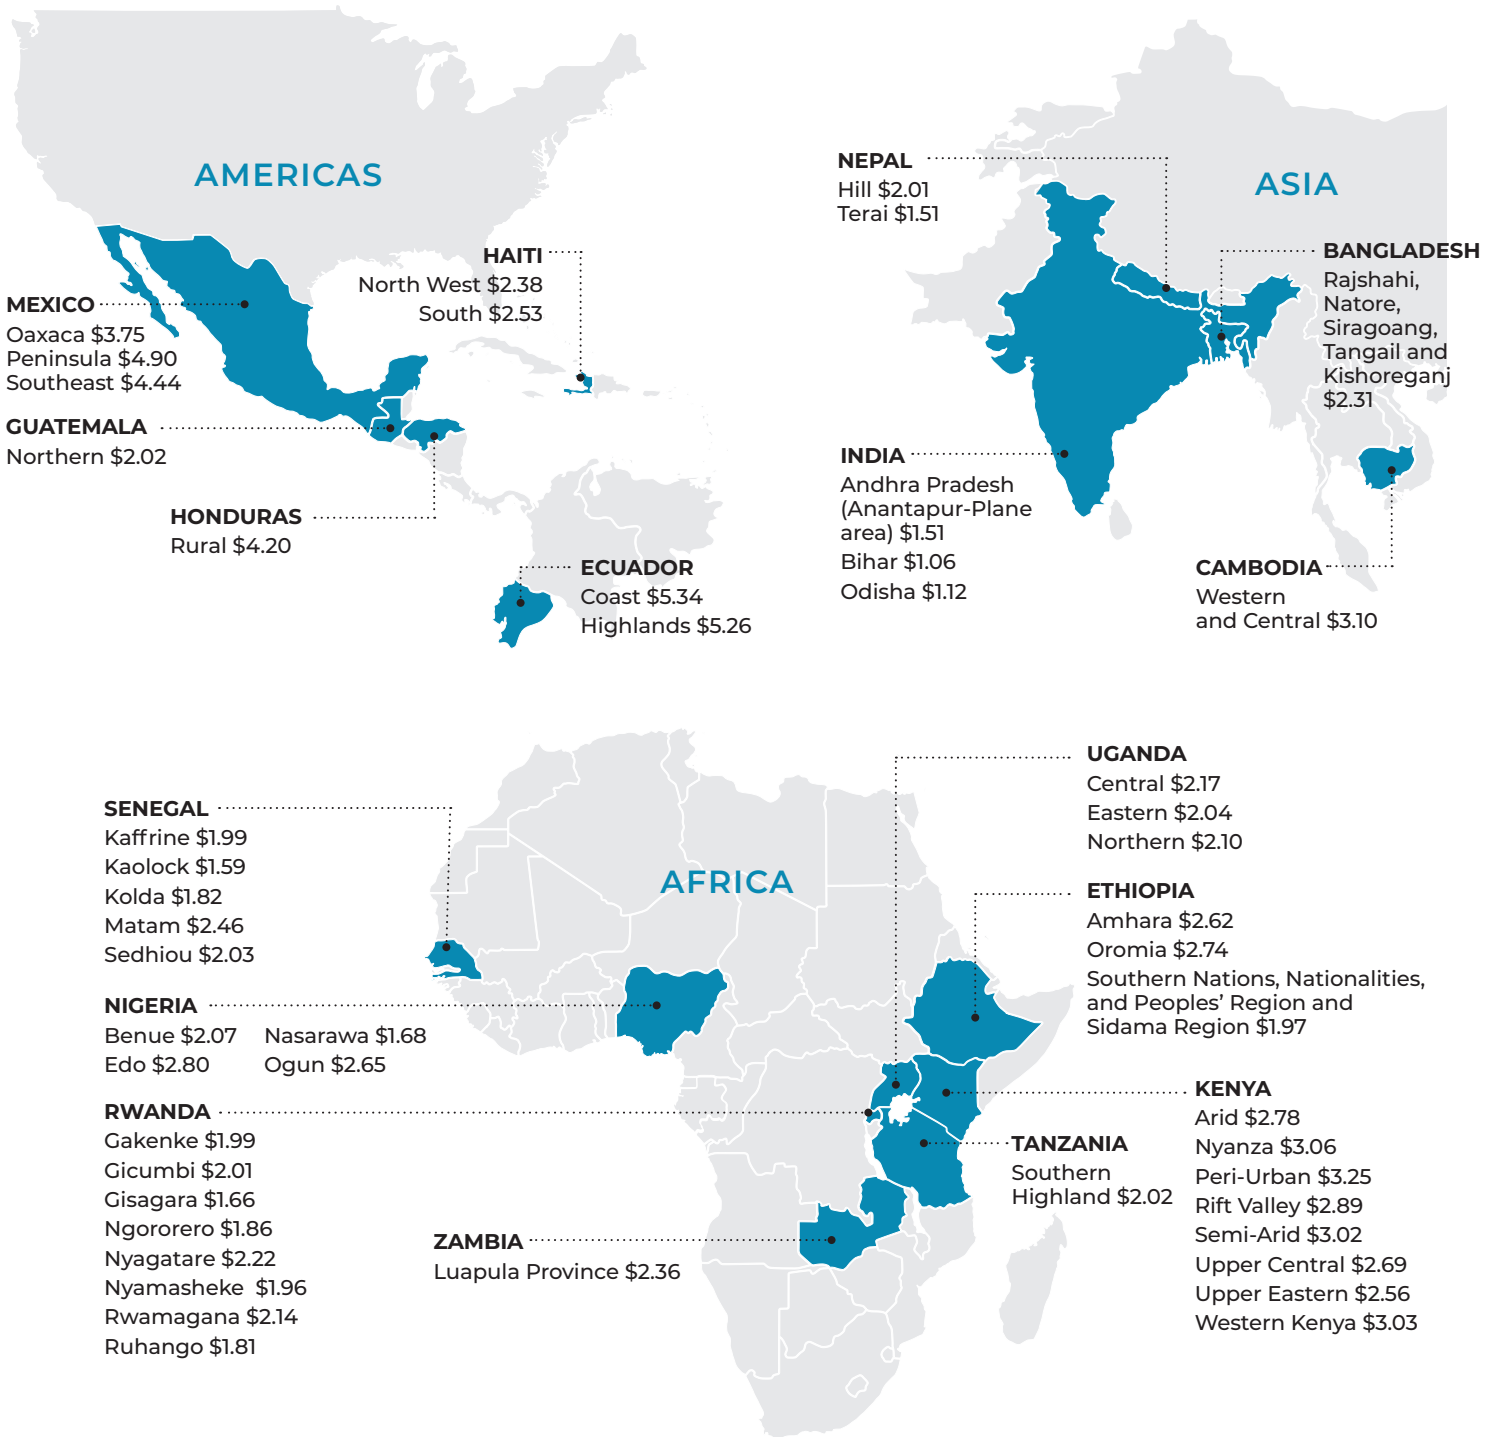 AMERICAS
MEXICO
Oaxaca $3.75
Peninsula $4.90
Southeast $4.44
GUATEMALA
Northern $2.02
HONDURAS
Rural $4.20
HAITI
North West $2.38
South $2.53
ECUADOR
Coast $5.34
Highlands $5.26
ASIA
NEPAL
Hill $2.01
Terai $1.51
BANGLADESH
Rajshahi,
Natore,
Siragoang,
Tangail and
Kishoreganj
$2.31
INDIA
Andhra Pradesh
(Anantapur-Plane
area) $1.51
Bihar $1.06
Odisha $1.12
CAMBODIA
Western
and Central $3.10
AFRICA
SENEGAL
Kaffrine $1.99
Kaolock $1.59
Kolda $1.82
Matam $2.46
Sedhiou $2.03
NIGERIA
Benue $2.07 Nasarawa $1.68
Edo $2.80 Ogun $2.65
RWANDA
Gakenke $1.99
Gicumbi $2.01
Gisagara $1.66
Ngororero $1.86
Nyagatare $2.22
Nyamasheke $1.96
Rwamagana $2.14
Ruhango $1.81
ZAMBIA
Luapula Province $2.36
UGANDA
Central $2.17
Eastern $2.04
Northern $2.10
ETHIOPIA
Amhara $2.62
Oromia $2.74
Southern Nations, Nationalities,
and Peoples’ Region and
Sidama Region $1.97
TANZANIA
Southern
Highland $2.02
KENYA
Arid $2.78
Nyanza $3.06
Peri-Urban $3.25
Rift Valley $2.89
Semi-Arid $3.02
Upper Central $2.69
Upper Eastern $2.56
Western Kenya $3.03